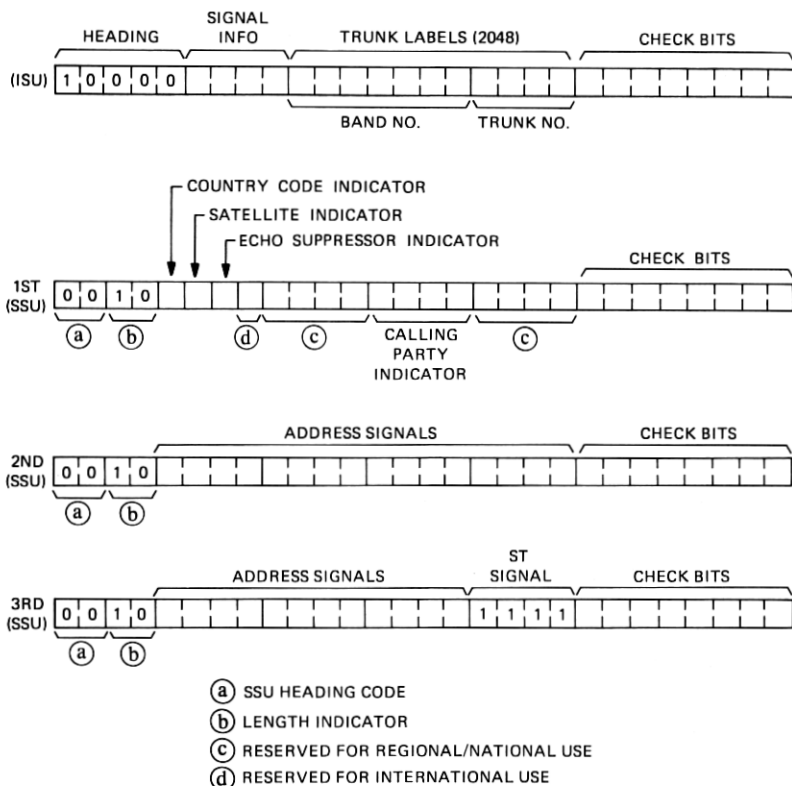 HEADING SIGNAL INFO TRUNK LABELS (2048) CHECK BITS
(ISU) 1 0 0 0 0
BAND NO. TRUNK NO.
COUNTRY CODE INDICATOR
SATELLITE INDICATOR
ECHO SUPPRESSOR INDICATOR
CHECK BITS
1ST (SSU) 0 0 1 0
a b d c CALLING PARTY INDICATOR c
ADDRESS SIGNALS CHECK BITS
2ND (SSU) 0 0 1 0
a b
ADDRESS SIGNALS ST SIGNAL CHECK BITS
3RD (SSU) 0 0 1 0 1 1 1 1
a b
a SSU HEADING CODE
b LENGTH INDICATOR
c RESERVED FOR REGIONAL/NATIONAL USE
d RESERVED FOR INTERNATIONAL USE